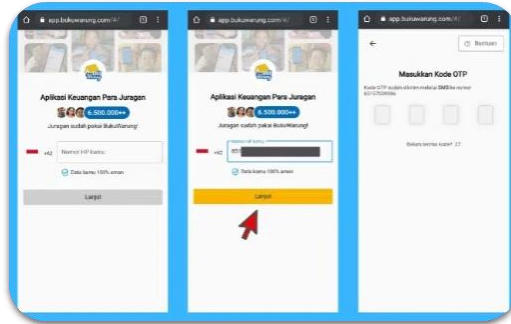 app.bukuwarung.com/#/
Aplikasi Keuangan Para Juragan
6.500.000++
Juragan sudah pakai BukuWarung!
+62
Nomor HP kamu
Data kamu 100% aman
Lanjut
app.bukuwarung.com/#/
Aplikasi Keuangan Para Juragan
6.500.000++
Juragan sudah pakai BukuWarung!
Nomor HP kamu
+62
Data kamu 100% aman
Lanjut
app.bukuwarung.com/#/
Bantuan
Masukkan Kode OTP
Kode OTP sudah dikirim melalui SMS ke nomor
Belum terima kode?